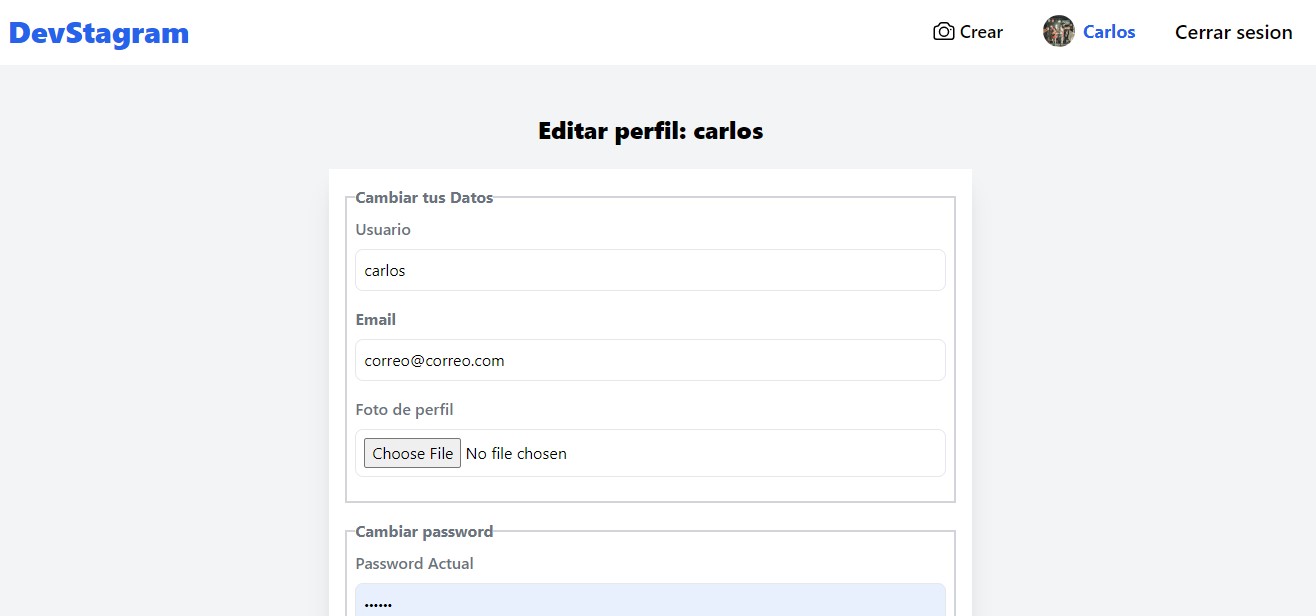 DevStagram
Crear
Carlos
Cerrar sesion
Editar perfil: carlos
Cambiar tus Datos
Usuario
carlos
Email
correo@correo.com
Foto de perfil
Choose File No file chosen
Cambiar password
Password Actual
••••••